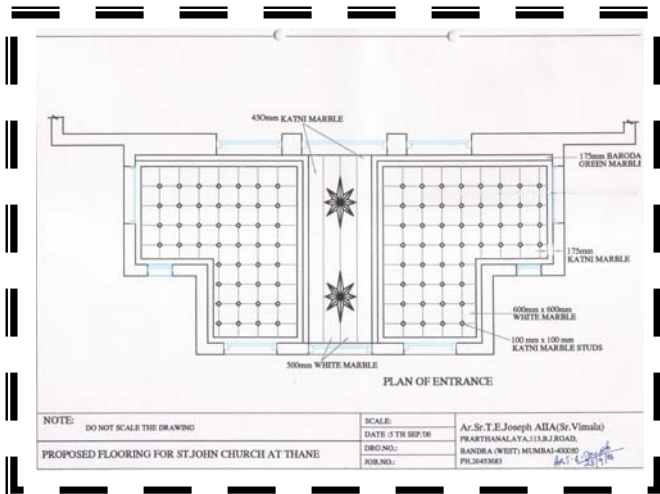 450mm KATNI MARBLE
175mm BARODA
GREEN MARBLE
175mm
KATNI MARBLE
600mm x 600mm
WHITE MARBLE
100 mm x 100 mm
KATNI MARBLE STUDS
500mm WHITE MARBLE
PLAN OF ENTRANCE
NOTE:
DO NOT SCALE THE DRAWING
PROPOSED FLOORING FOR ST.JOHN CHURCH AT THANE
SCALE:
DATE :5 TH SEP.'06
DRG.NO.:
JOB.NO.:
Ar.Sr.T.E.Joseph AIIA(Sr.Vimala)
PRARTHANALAYA,113,R.J.ROAD,
BANDRA (WEST) MUMBAI-400050
PH.26453683